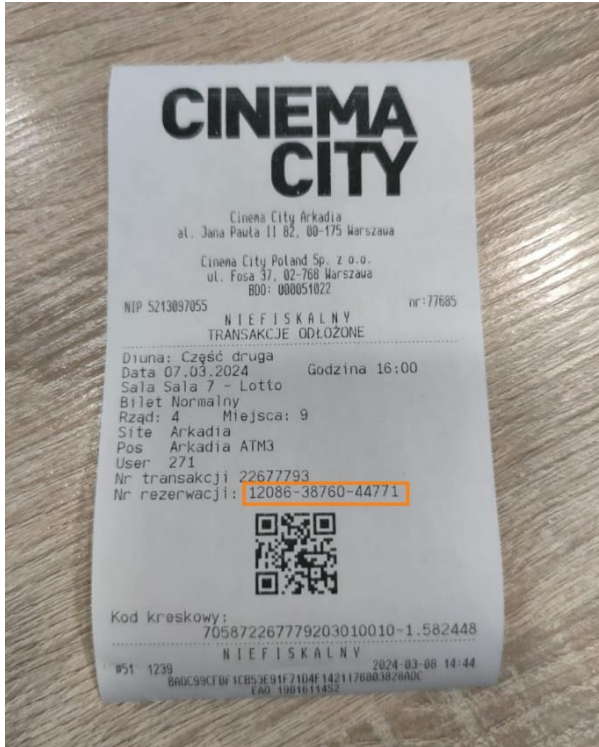 CINEMA
CITY
Cinema City Arkadia
al. Jana Pawła II 82, 00-175 Warszawa
Cinema City Poland Sp. z o.o.
ul. Fosa 37, 02-768 Warszawa
BDO: 000051022
NIP 5213097055 nr:77685
N I E F I S K A L N Y
TRANSAKCJE ODŁOŻONE
Diuna: Część druga
Data 07.03.2024 Godzina 16:00
Sala Sala 7 - Lotto
Bilet Normalny
Rząd: 4 Miejsca: 9
Site Arkadia
Pos Arkadia ATM3
User 271
Nr transakcji 22677793
Nr rezerwacji: 12086-38760-44771
Kod kreskowy:
705872267779203010010-1.582448
N I E F I S K A L N Y
#51 1239 2024-03-08 14:44
EAO 1901611452